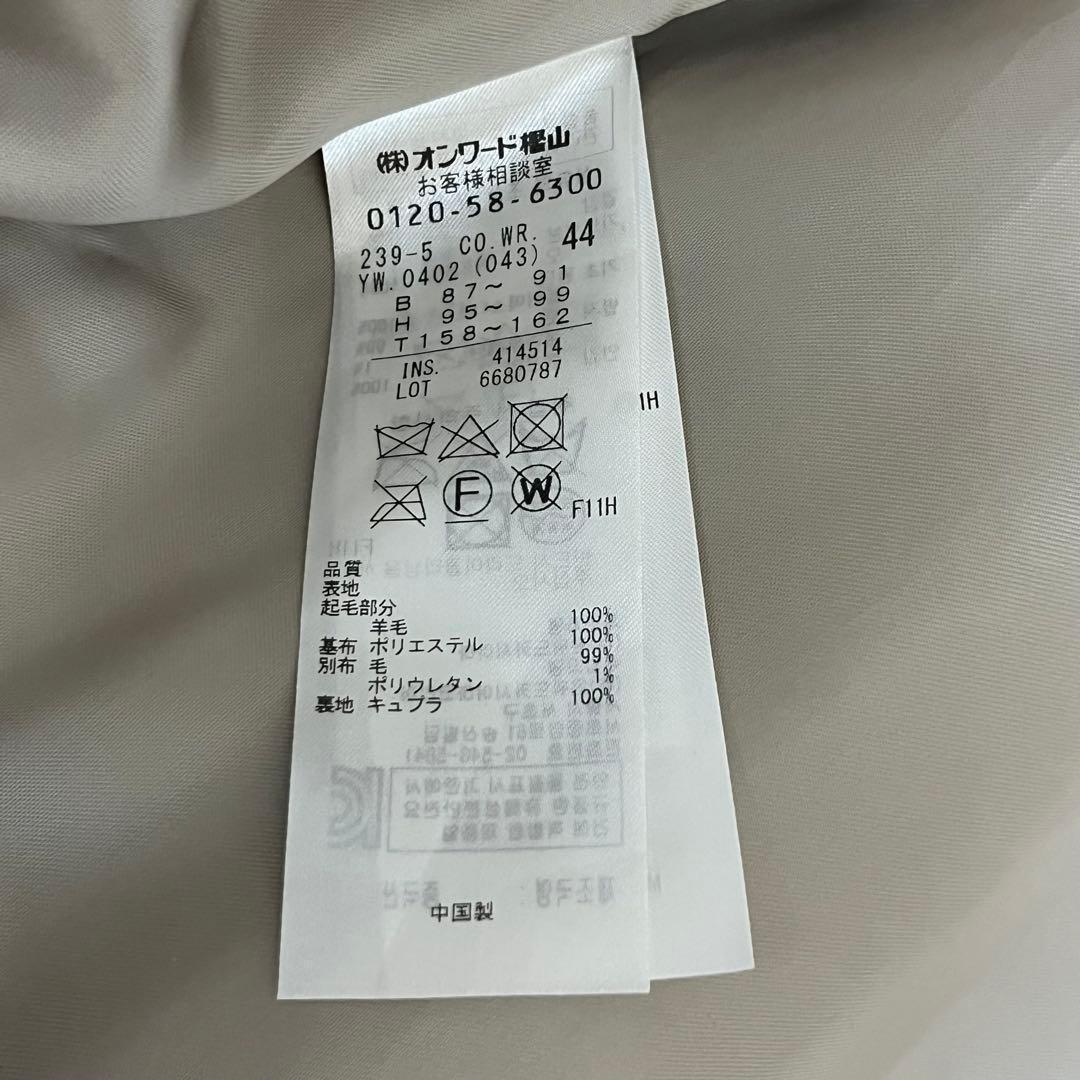 ㈱オンワード樫山
お客様相談室
0120-58-6300
239-5 CO.WR. 44
YW.0402 (043)
B 87～ 91
H 95～ 99
T158～162
INS. 414514
LOT 6680787
1H
F
W
F11H
品質
表地
起毛部分
羊毛 100%
基布 ポリエステル 100%
別布 毛 99%
ポリウレタン 1%
裏地 キュプラ 100%
中国製